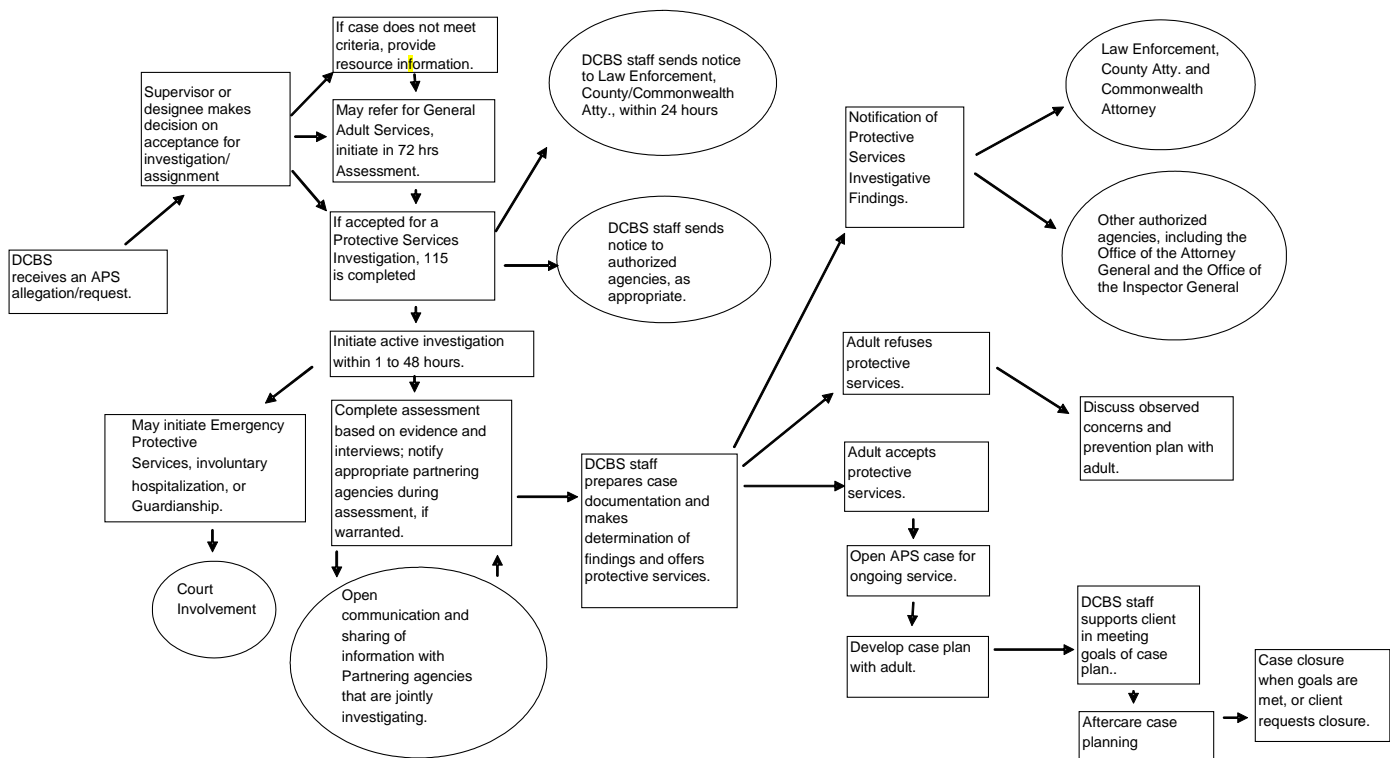 If case does not meet
criteria, provide
resource information.
DCBS staff sends notice
to Law Enforcement,
County/Commonwealth
Atty., within 24 hours
Law Enforcement,
County Atty. and
Commonwealth
Attorney
Supervisor or
designee makes
decision on
acceptance for
investigation/
assignment
May refer for General
Adult Services,
initiate in 72 hrs
Assessment.
Notification of
Protective
Services
Investigative
Findings.
If accepted for a
Protective Services
Investigation, 115
is completed
DCBS staff sends
notice to
authorized
agencies, as
appropriate.
Other authorized
agencies, including the
Office of the Attorney
General and the Office of
the Inspector General
DCBS
receives an APS
allegation/request.
Initiate active investigation
within 1 to 48 hours.
Adult refuses
protective
services.
May initiate Emergency
Protective
Services, involuntary
hospitalization, or
Guardianship.
Complete assessment
based on evidence and
interviews; notify
appropriate partnering
agencies during
assessment, if
warranted.
DCBS staff
prepares case
documentation and
makes
determination of
findings and offers
protective services.
Adult accepts
protective
services.
Discuss observed
concerns and
prevention plan with
adult.
Court
Involvement
Open
communication and
sharing of
information with
Partnering agencies
that are jointly
investigating.
Open APS case for
ongoing service.
Develop case plan
with adult.
DCBS staff
supports client
in meeting
goals of case
plan..
Aftercare case
planning
Case closure
when goals are
met, or client
requests closure.